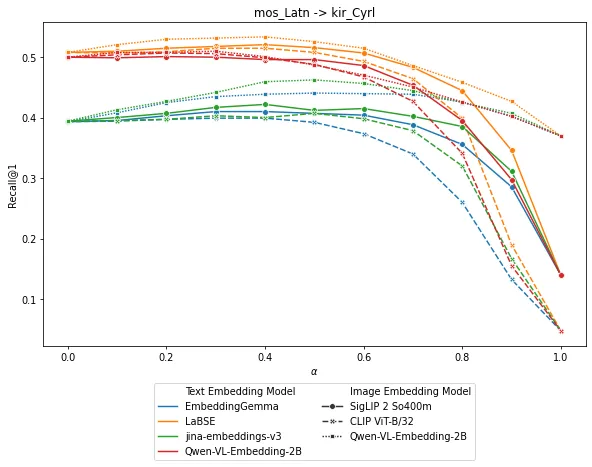 mos_Latn -> kir_Cyrl
Recall@1
0.5
0.4
0.3
0.2
0.1
0.0 0.2 0.4 0.6 0.8 1.0
α
Text Embedding Model Image Embedding Model
EmbeddingGemma SigLIP 2 So400m
LaBSE CLIP ViT-B/32
jina-embeddings-v3 Qwen-VL-Embedding-2B
Qwen-VL-Embedding-2B